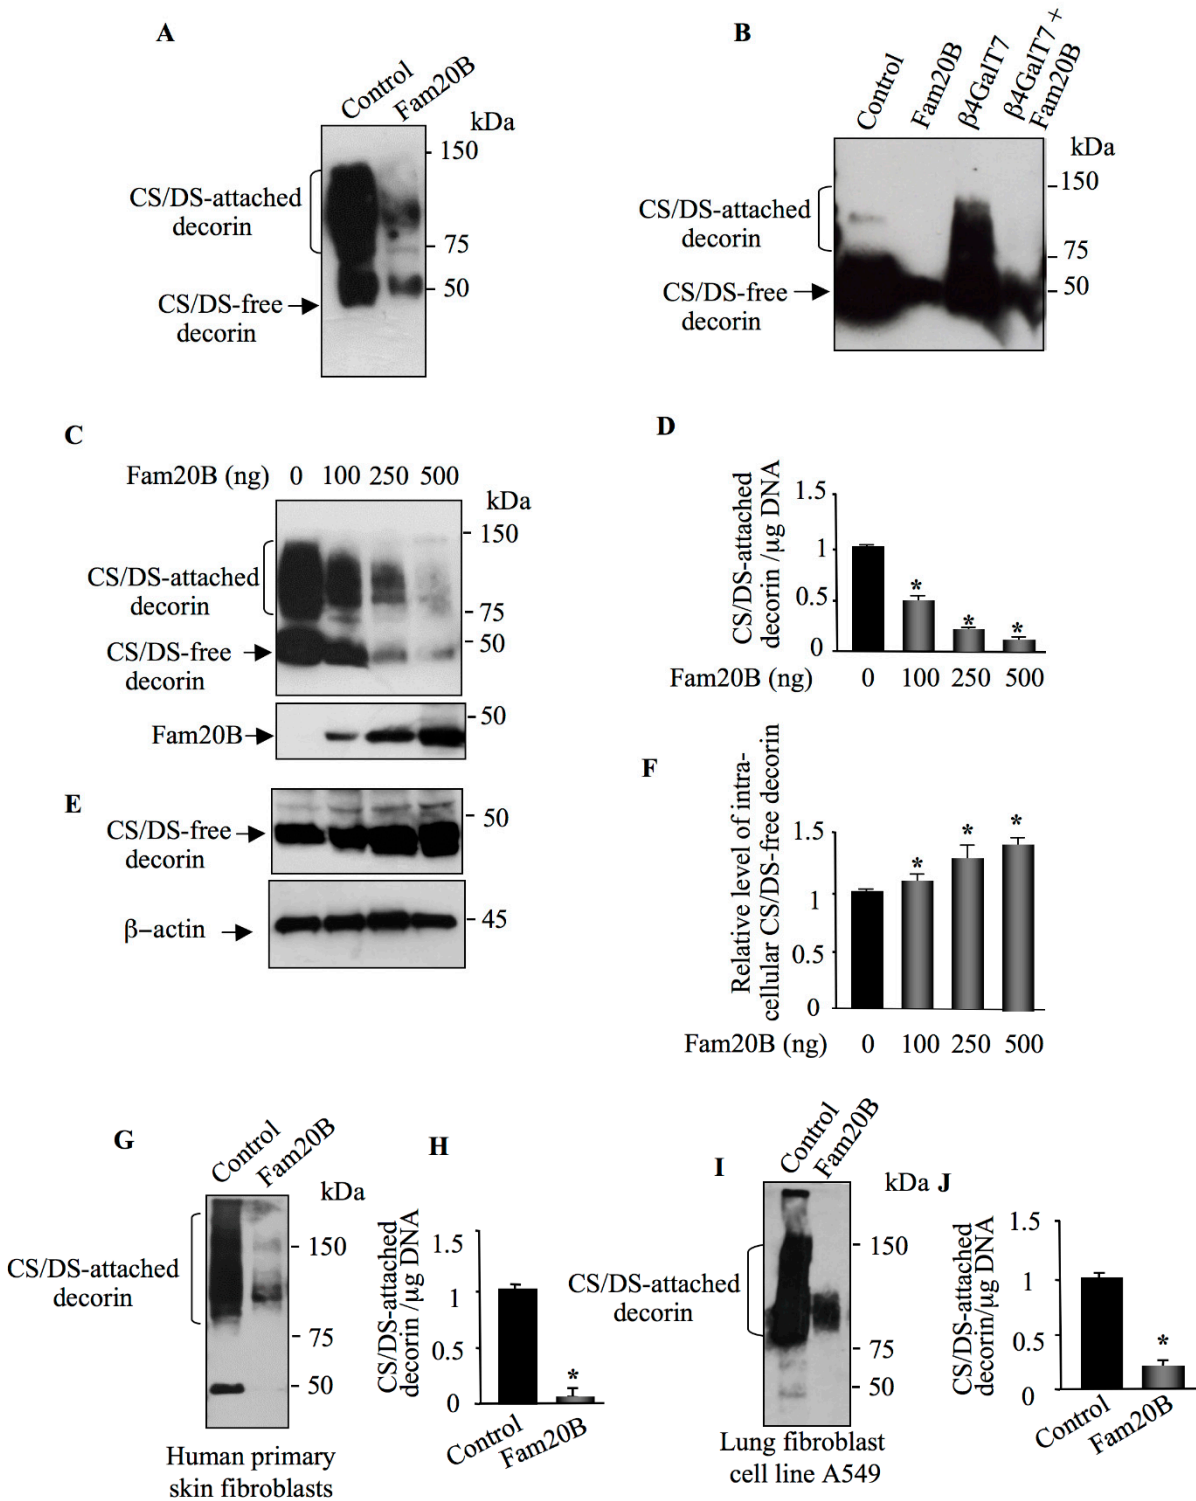 A
Control
Fam20B
kDa
150
CS/DS-attached
decorin
75
50
CS/DS-free
decorin
B
Control
Fam20B
β4GalT7
β4GalT7 +
Fam20B
kDa
150
CS/DS-attached
decorin
75
50
CS/DS-free
decorin
C
Fam20B (ng) 0 100 250 500
kDa
150
CS/DS-attached
decorin
75
50
CS/DS-free
decorin
50
Fam20B
D
CS/DS-attached
decorin /μg DNA
1.5
1
0.5
0
* * *
Fam20B (ng) 0 100 250 500
E
50
CS/DS-free
decorin
45
β–actin
F
Relative level of intra-
cellular CS/DS-free decorin
1.5
1
0.5
0
* * *
Fam20B (ng) 0 100 250 500
G
Control
Fam20B
kDa
150
CS/DS-attached
decorin
75
50
Human primary
skin fibroblasts
H
CS/DS-attached
decorin /μg DNA
1.5
1
0.5
0
*
Control
Fam20B
I
Control
Fam20B
kDa
150
CS/DS-attached
decorin
75
50
Lung fibroblast
cell line A549
J
CS/DS-attached
decorin/μg DNA
1.5
1
0.5
0
*
Control
Fam20B